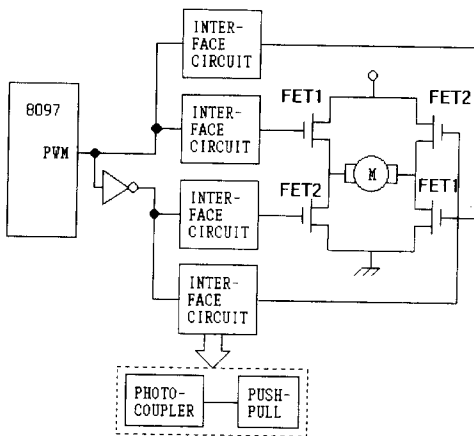 INTER-
FACE
CIRCUIT
8097
PWM
INTER-
FACE
CIRCUIT
FET1
FET2
M
INTER-
FACE
CIRCUIT
FET2
FET1
INTER-
FACE
CIRCUIT
PHOTO-
COUPLER
PUSH-
PULL